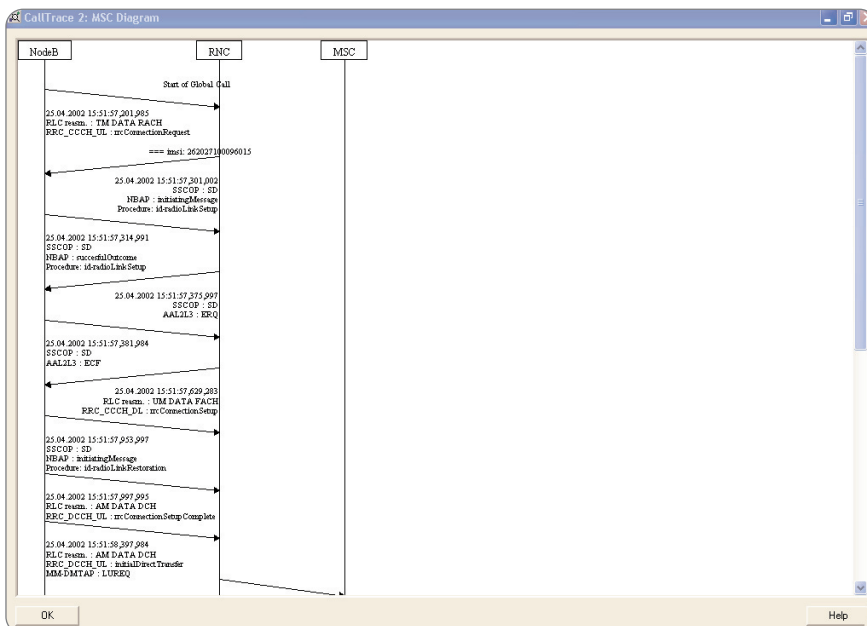 CallTrace 2: MSC Diagram
NodeB
RNC
MSC
Start of Global Call
25.04.2002 15:51:57,201,985
RLC reasm. : TM DATA RACH
RRC_CCCH_UL : rrcConnectionRequest
=== imsi: 262027100096015
25.04.2002 15:51:57,301,002
SSCOP : SD
NBAP : initiatingMessage
Procedure: id-radioLinkSetup
25.04.2002 15:51:57,314,991
SSCOP : SD
NBAP : succesfulOutcome
Procedure: id-radioLinkSetup
25.04.2002 15:51:57,375,997
SSCOP : SD
AAL2L3 : ERQ
25.04.2002 15:51:57,381,984
SSCOP : SD
AAL2L3 : ECF
25.04.2002 15:51:57,629,283
RLC reasm. : UM DATA FACH
RRC_CCCH_DL : rrcConnectionSetup
25.04.2002 15:51:57,953,997
SSCOP : SD
NBAP : initiatingMessage
Procedure: id-radioLinkRestoration
25.04.2002 15:51:57,997,995
RLC reasm. : AM DATA DCH
RRC_DCCH_UL : rrcConnectionSetupComplete
25.04.2002 15:51:58,397,984
RLC reasm. : AM DATA DCH
RRC_DCCH_UL : initialDirectTransfer
MM-DMTAP : LUREQ
OK
Help